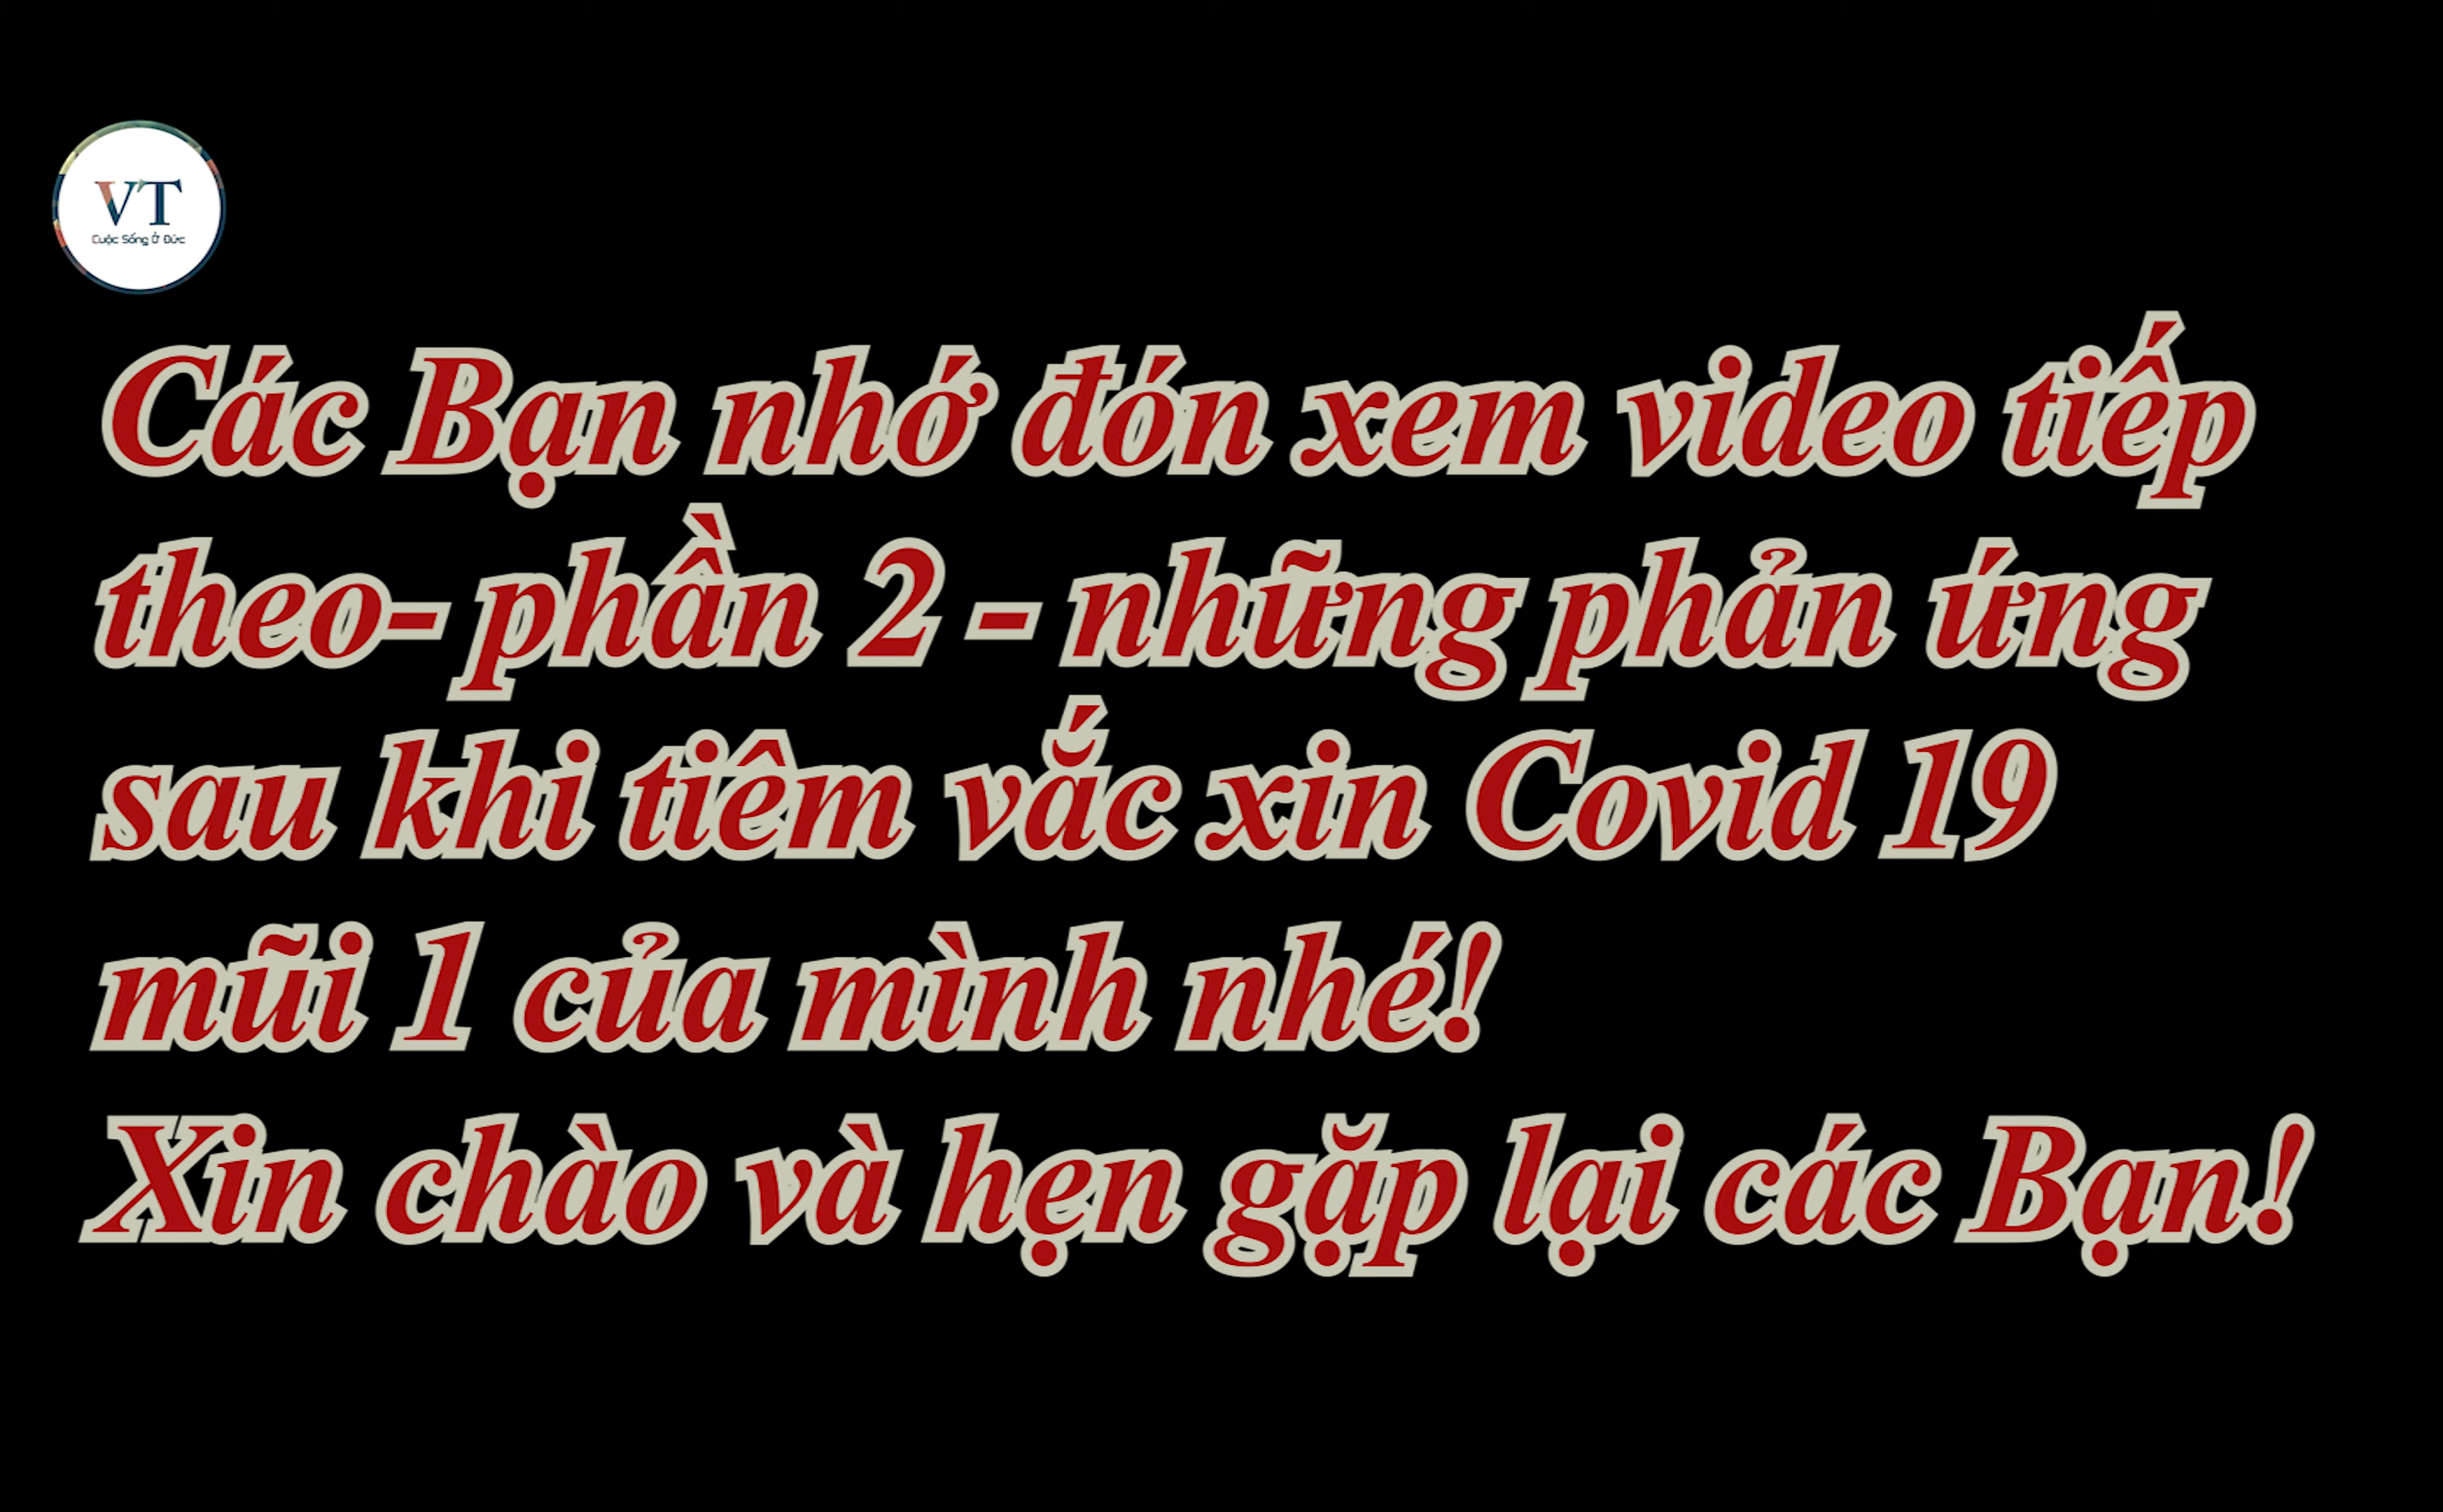 VT
Cuộc Sống Ở Đức
Các Bạn nhớ đón xem video tiếp
theo- phần 2 - những phản ứng
sau khi tiêm vắc xin Covid 19
mũi 1 của mình nhé!
Xin chào và hẹn gặp lại các Bạn!